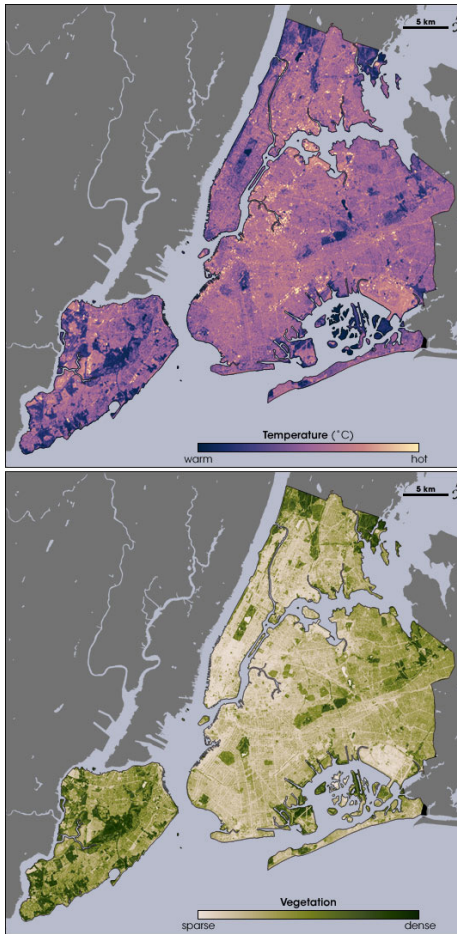 5 km
Temperature (°C)
warm hot
5 km
Vegetation
sparse dense